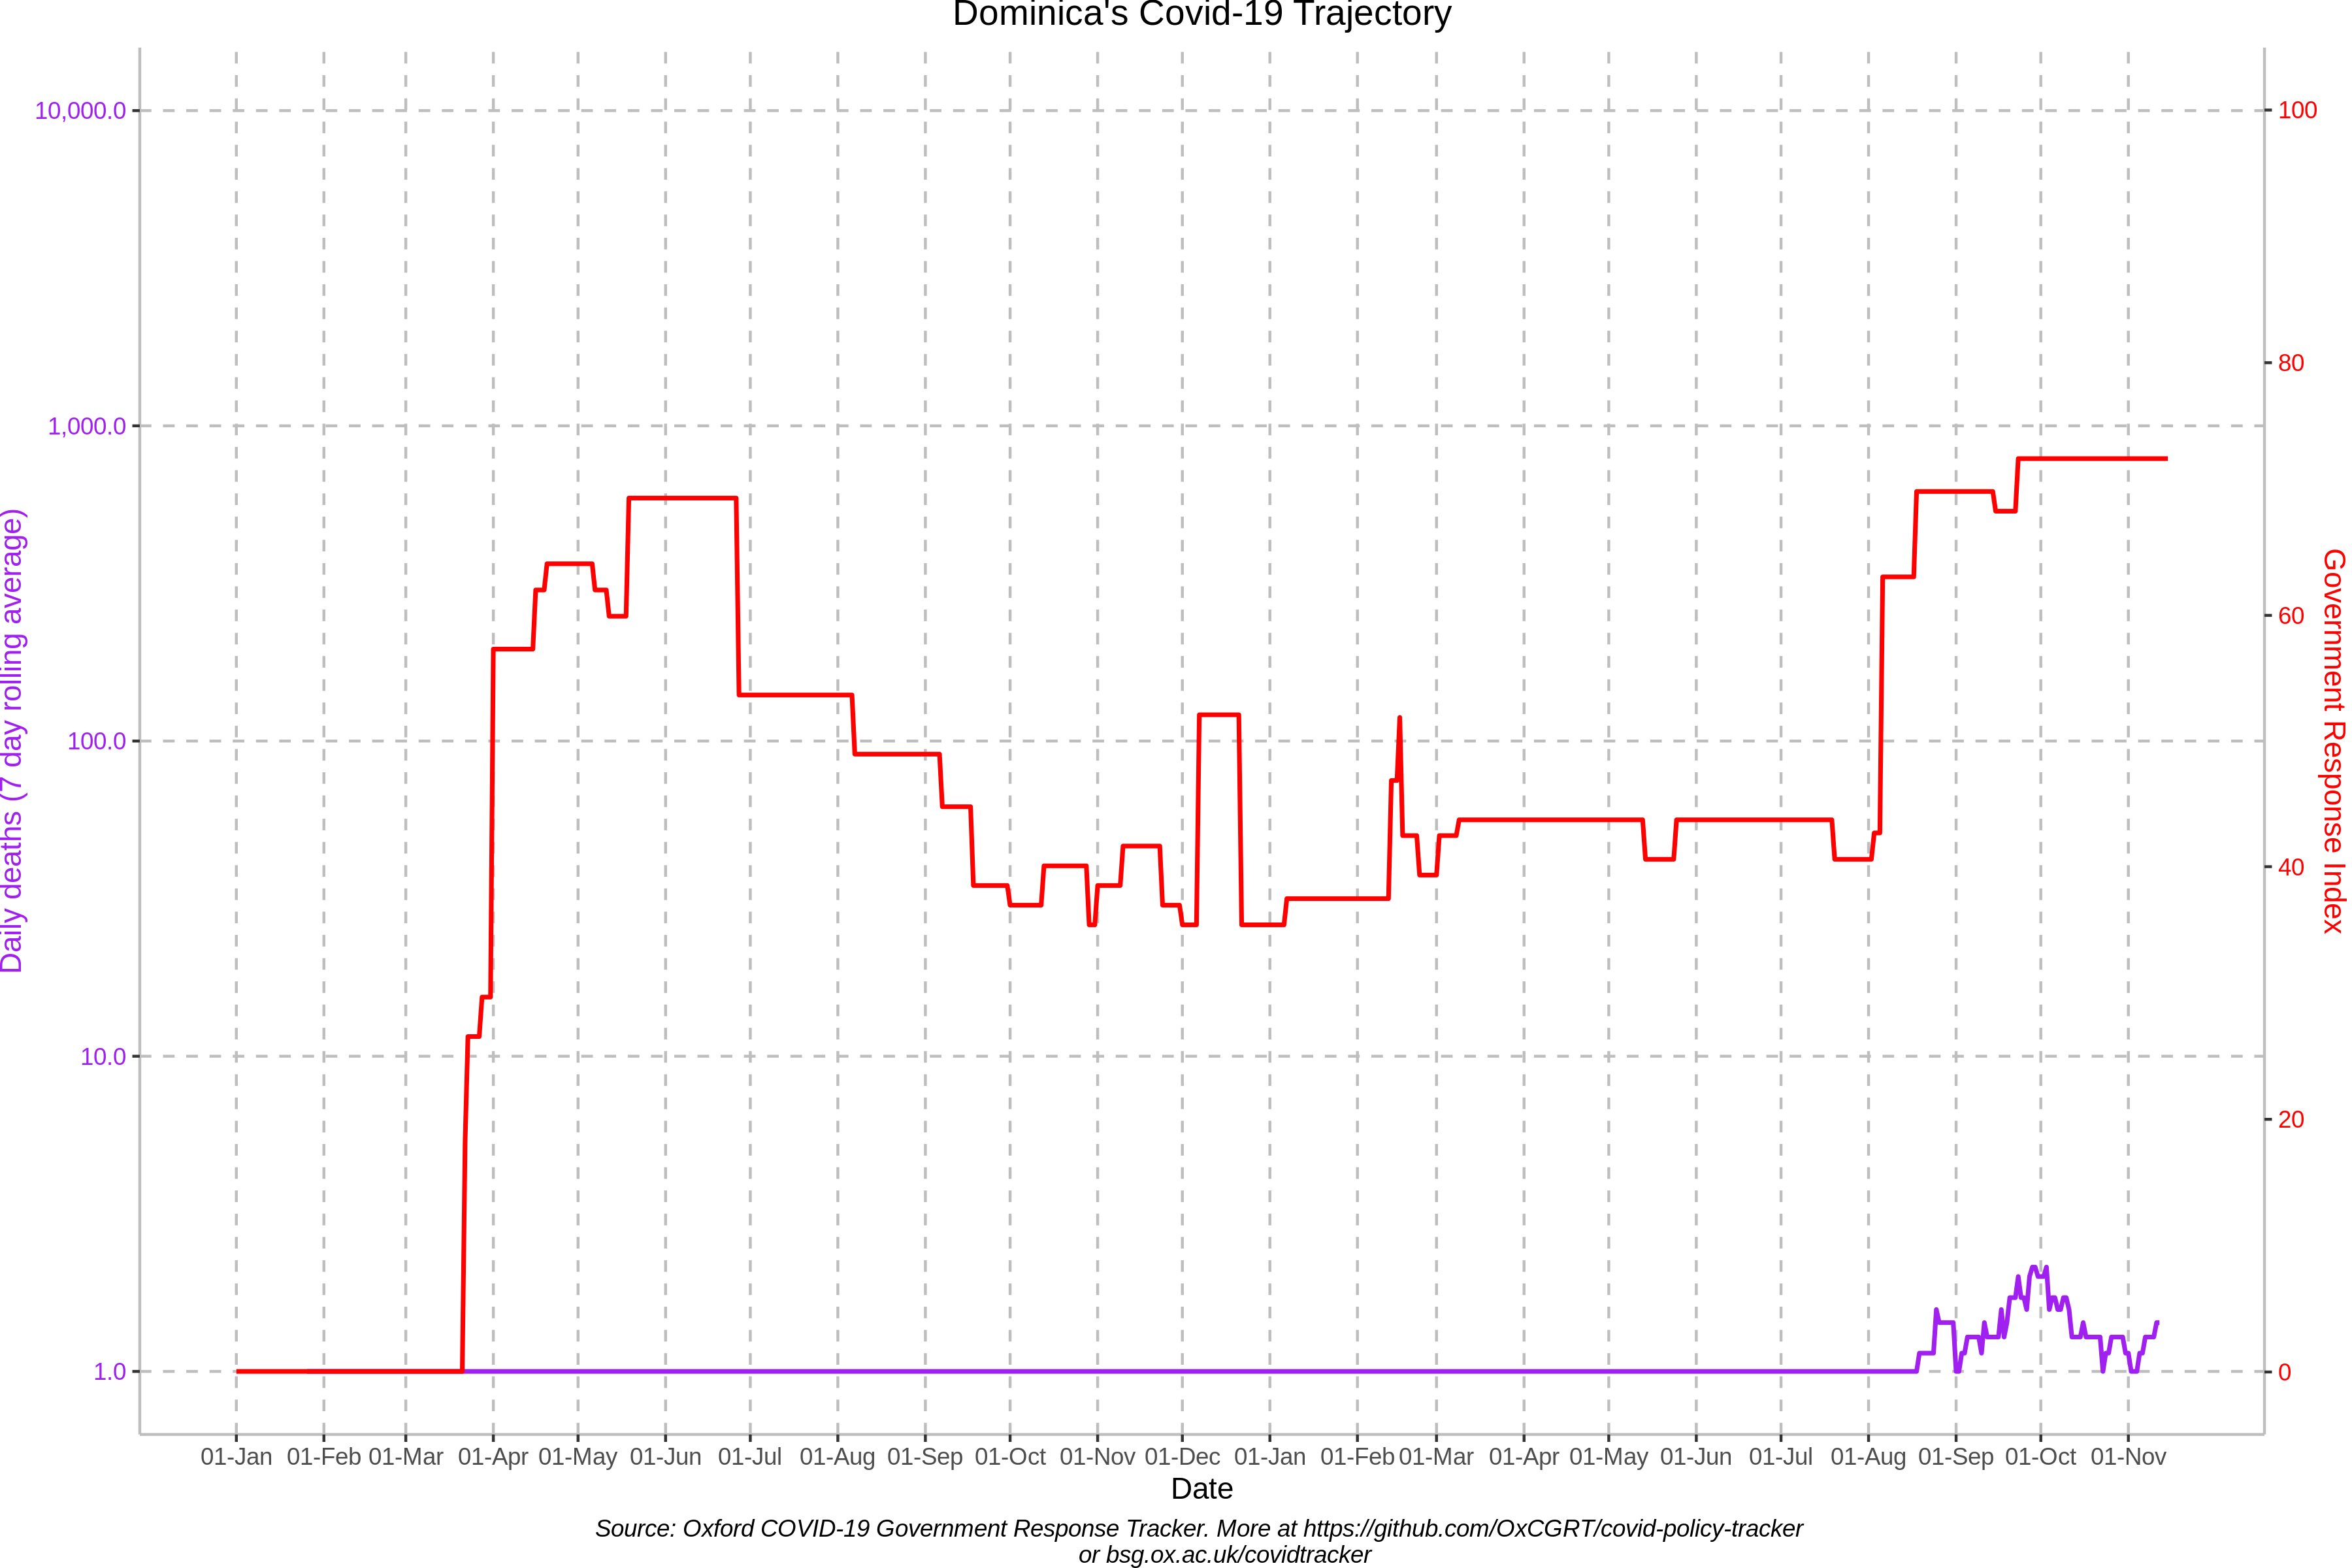 Dominica's Covid-19 Trajectory
Daily deaths (7 day rolling average)
10,000.0
1,000.0
100.0
10.0
1.0
100
80
60
40
20
0
Government Response Index
01-Jan 01-Feb 01-Mar 01-Apr 01-May 01-Jun 01-Jul 01-Aug 01-Sep 01-Oct 01-Nov 01-Dec 01-Jan 01-Feb 01-Mar 01-Apr 01-May 01-Jun 01-Jul 01-Aug 01-Sep 01-Oct 01-Nov
Date
Source: Oxford COVID-19 Government Response Tracker. More at https://github.com/OxCGRT/covid-policy-tracker
or bsg.ox.ac.uk/covidtracker